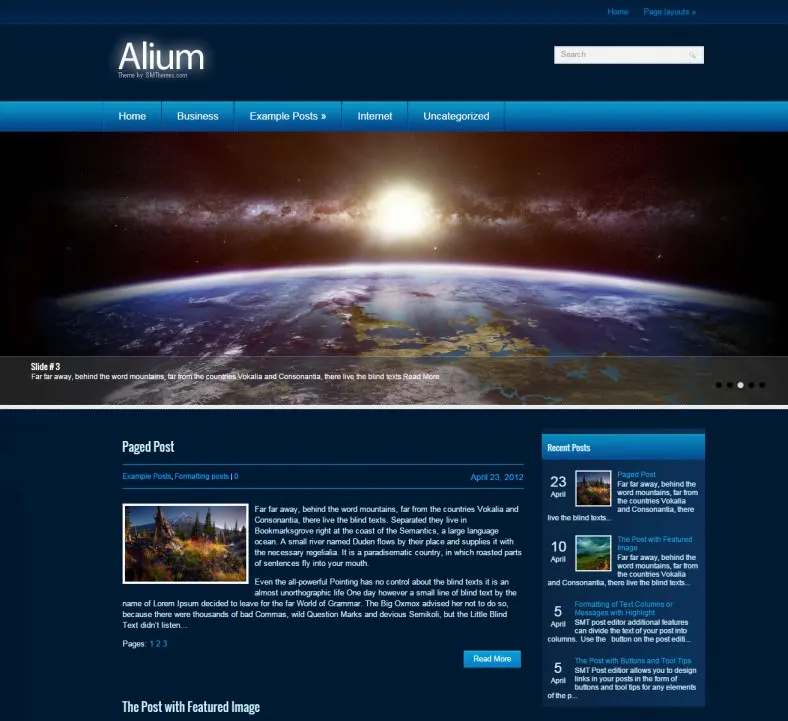 Home Page layouts »
Alium
Theme by SMThemes.com
Search
Home Business Example Posts » Internet Uncategorized
Slide # 3
Far far away, behind the word mountains, far from the countries Vokalia and Consonantia, there live the blind texts Read More
Paged Post
Example Posts, Formatting posts | 0 April 23, 2012
Far far away, behind the word mountains, far from the countries Vokalia and
Consonantia, there live the blind texts. Separated they live in
Bookmarksgrove right at the coast of the Semantics, a large language
ocean. A small river named Duden flows by their place and supplies it with
the necessary regelialia. It is a paradisematic country, in which roasted parts
of sentences fly into your mouth.
Even the all-powerful Pointing has no control about the blind texts it is an
almost unorthographic life One day however a small line of blind text by the
name of Lorem Ipsum decided to leave for the far World of Grammar. The Big Oxmox advised her not to do so,
because there were thousands of bad Commas, wild Question Marks and devious Semikoli, but the Little Blind
Text didn't listen...
Pages: 1 2 3
Read More
The Post with Featured Image
Recent Posts
23
April
Paged Post
Far far away, behind the
word mountains, far from
the countries Vokalia
and Consonantia, there
live the blind texts...
10
April
The Post with Featured
Image
Far far away, behind the
word mountains, far from
the countries Vokalia
and Consonantia, there live the blind texts...
5
April
Formatting of Text Columns or
Messages with Highlight
SMT post editor additional features
can divide the text of your post into
columns. Use the button on the post editi...
5
April
The Post with Buttons and Tool Tips
SMT Post editior allows you to design
links in your posts in the form of
buttons and tool tips for any elements
of the p...